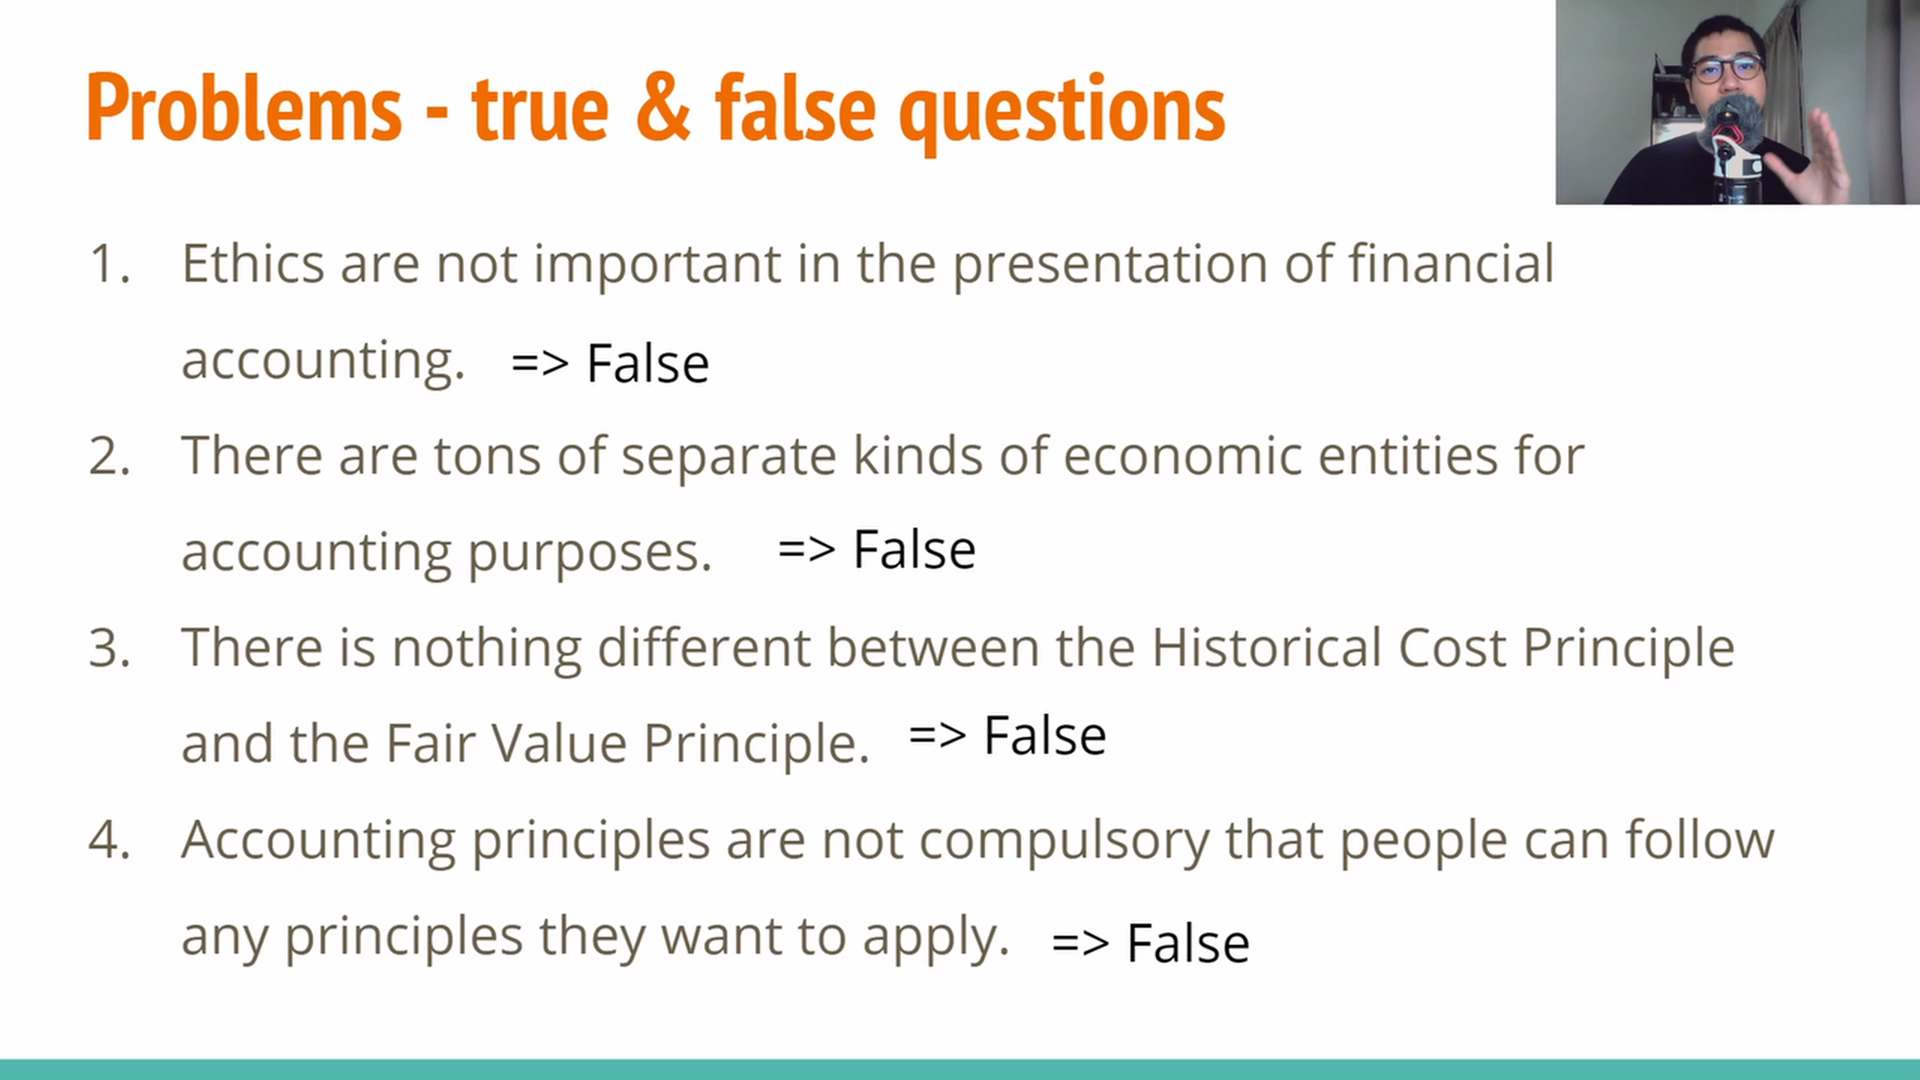 Problems - true & false questions
1. Ethics are not important in the presentation of financial
accounting. => False
2. There are tons of separate kinds of economic entities for
accounting purposes. => False
3. There is nothing different between the Historical Cost Principle
and the Fair Value Principle. => False
4. Accounting principles are not compulsory that people can follow
any principles they want to apply. => False